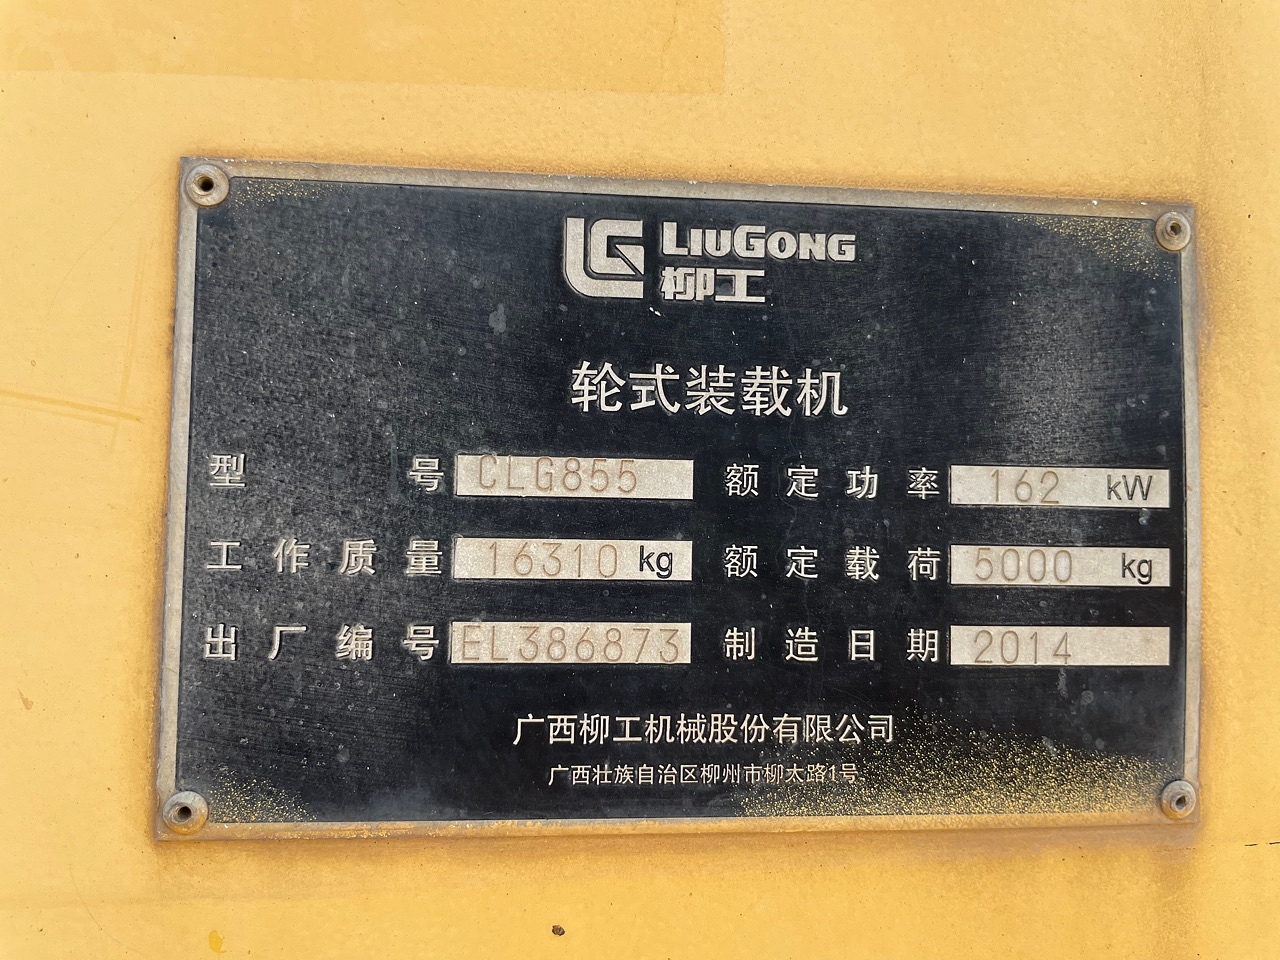 LG LIUGONG
柳工
轮式装载机
型号 CLG855 额定功率 162 kW
工作质量 16310 kg 额定载荷 5000 kg
出厂编号 EL386873 制造日期 2014
广西柳工机械股份有限公司
广西壮族自治区柳州市柳太路1号